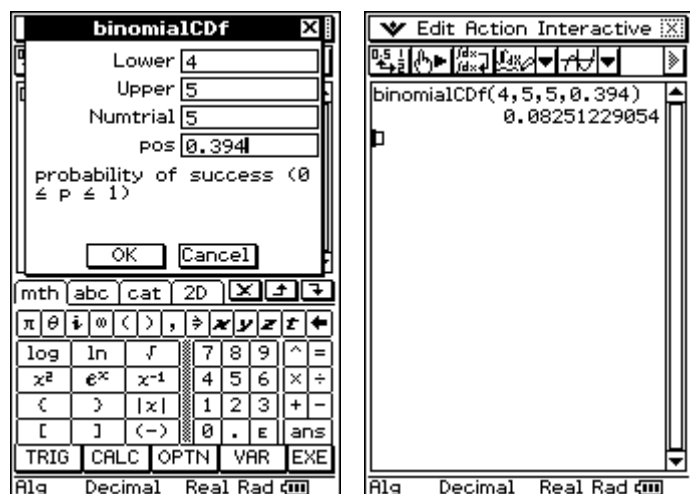 binomialCDf
Lower 4
Upper 5
Numtrial 5
pos 0.394
probability of success (0
≤ p ≤ 1)
OK Cancel
mth abc cat 2D
π θ i ∞ ( ) , ⇒ x y z t ←
log ln √ 7 8 9 ^ =
x² eˣ x⁻¹ 4 5 6 × ÷
{ } |x| 1 2 3 + −
[ ] (−) 0 . E ans
TRIG CALC OPTN VAR EXE
Alg Decimal Real Rad
Edit Action Interactive
binomialCDf(4,5,5,0.394)
0.08251229054
Alg Decimal Real Rad